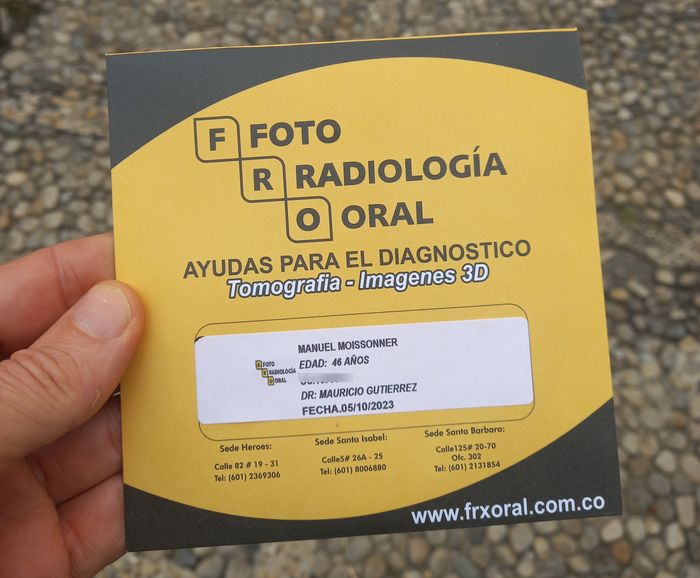 F FOTO
R RADIOLOGÍA
O ORAL
AYUDAS PARA EL DIAGNOSTICO
Tomografia - Imagenes 3D
MANUEL MOISSONNER
EDAD: 46 AÑOS
DR: MAURICIO GUTIERREZ
FECHA.05/10/2023
F FOTO
R RADIOLOGÍA
O ORAL
Sede Heroes:
Calle 82 # 19 - 31
Tel: (601) 2369306
Sede Santa Isabel:
Calle5# 26A - 25
Tel: (601) 8006880
Sede Santa Barbara:
Calle125# 20-70
Ofc. 302
Tel: (601) 2131854
www.frxoral.com.co